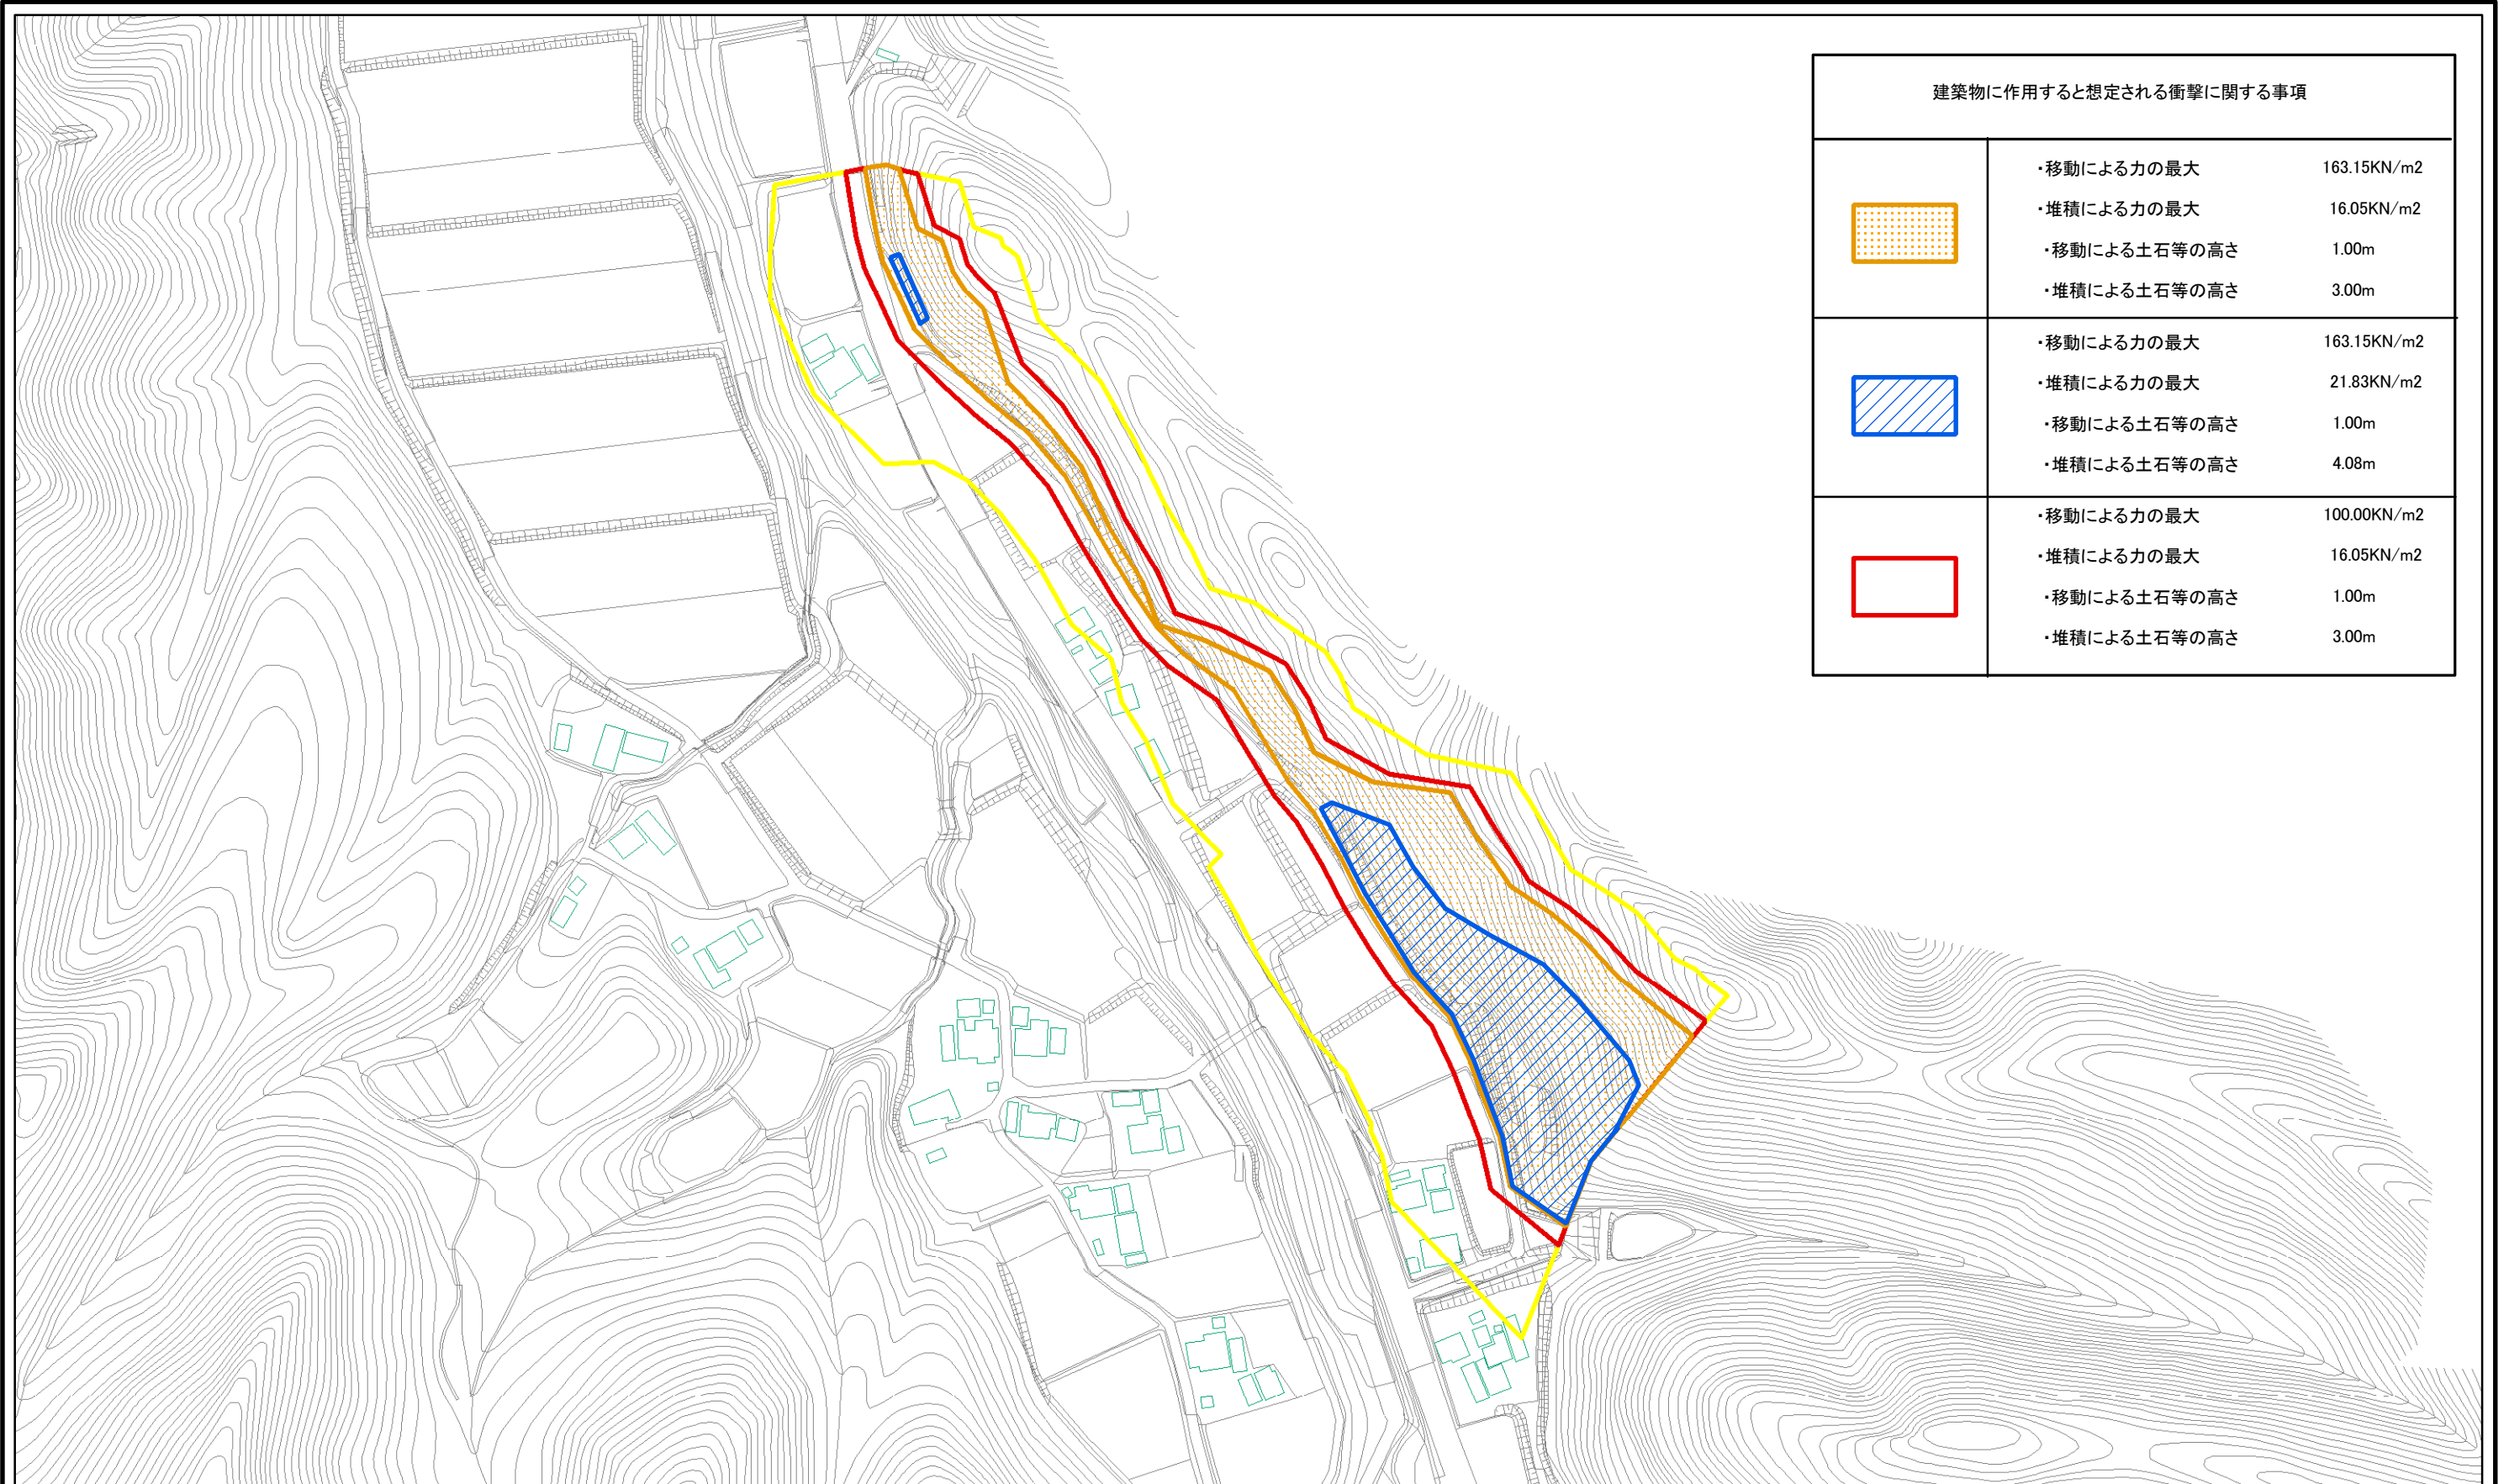 建築物に作用すると想定される衝撃に関する事項
・移動による力の最大 163.15KN/m2
・堆積による力の最大 16.05KN/m2
・移動による土石等の高さ 1.00m
・堆積による土石等の高さ 3.00m
・移動による力の最大 163.15KN/m2
・堆積による力の最大 21.83KN/m2
・移動による土石等の高さ 1.00m
・堆積による土石等の高さ 4.08m
・移動による力の最大 100.00KN/m2
・堆積による力の最大 16.05KN/m2
・移動による土石等の高さ 1.00m
・堆積による土石等の高さ 3.00m